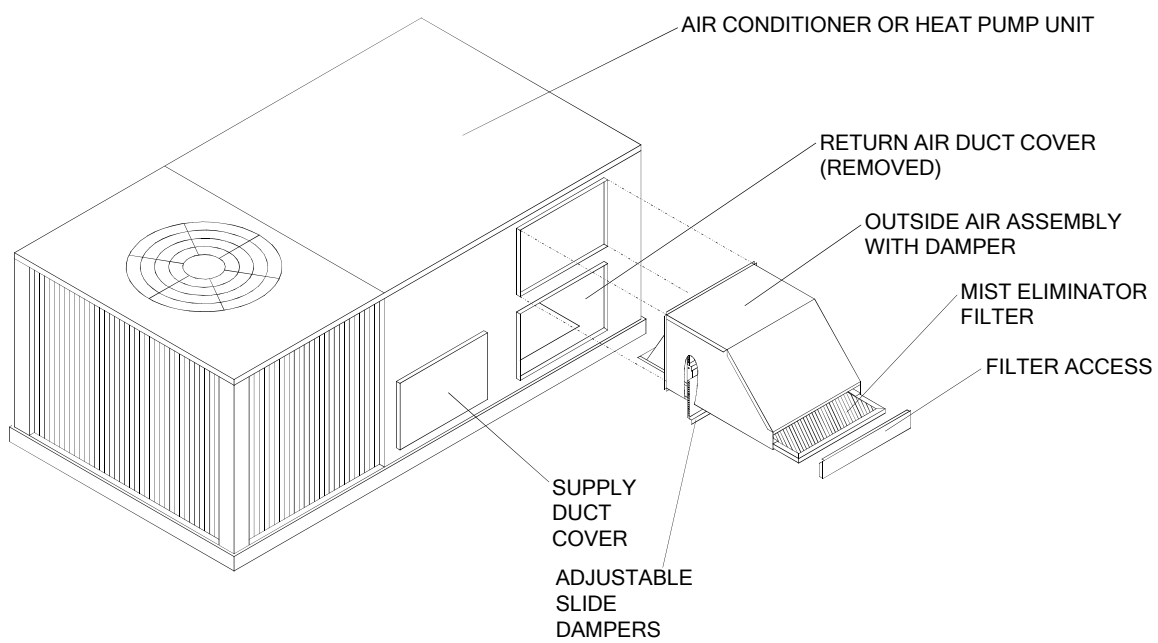 AIR CONDITIONER OR HEAT PUMP UNIT
RETURN AIR DUCT COVER
(REMOVED)
OUTSIDE AIR ASSEMBLY
WITH DAMPER
MIST ELIMINATOR
FILTER
FILTER ACCESS
SUPPLY
DUCT
COVER
ADJUSTABLE
SLIDE
DAMPERS